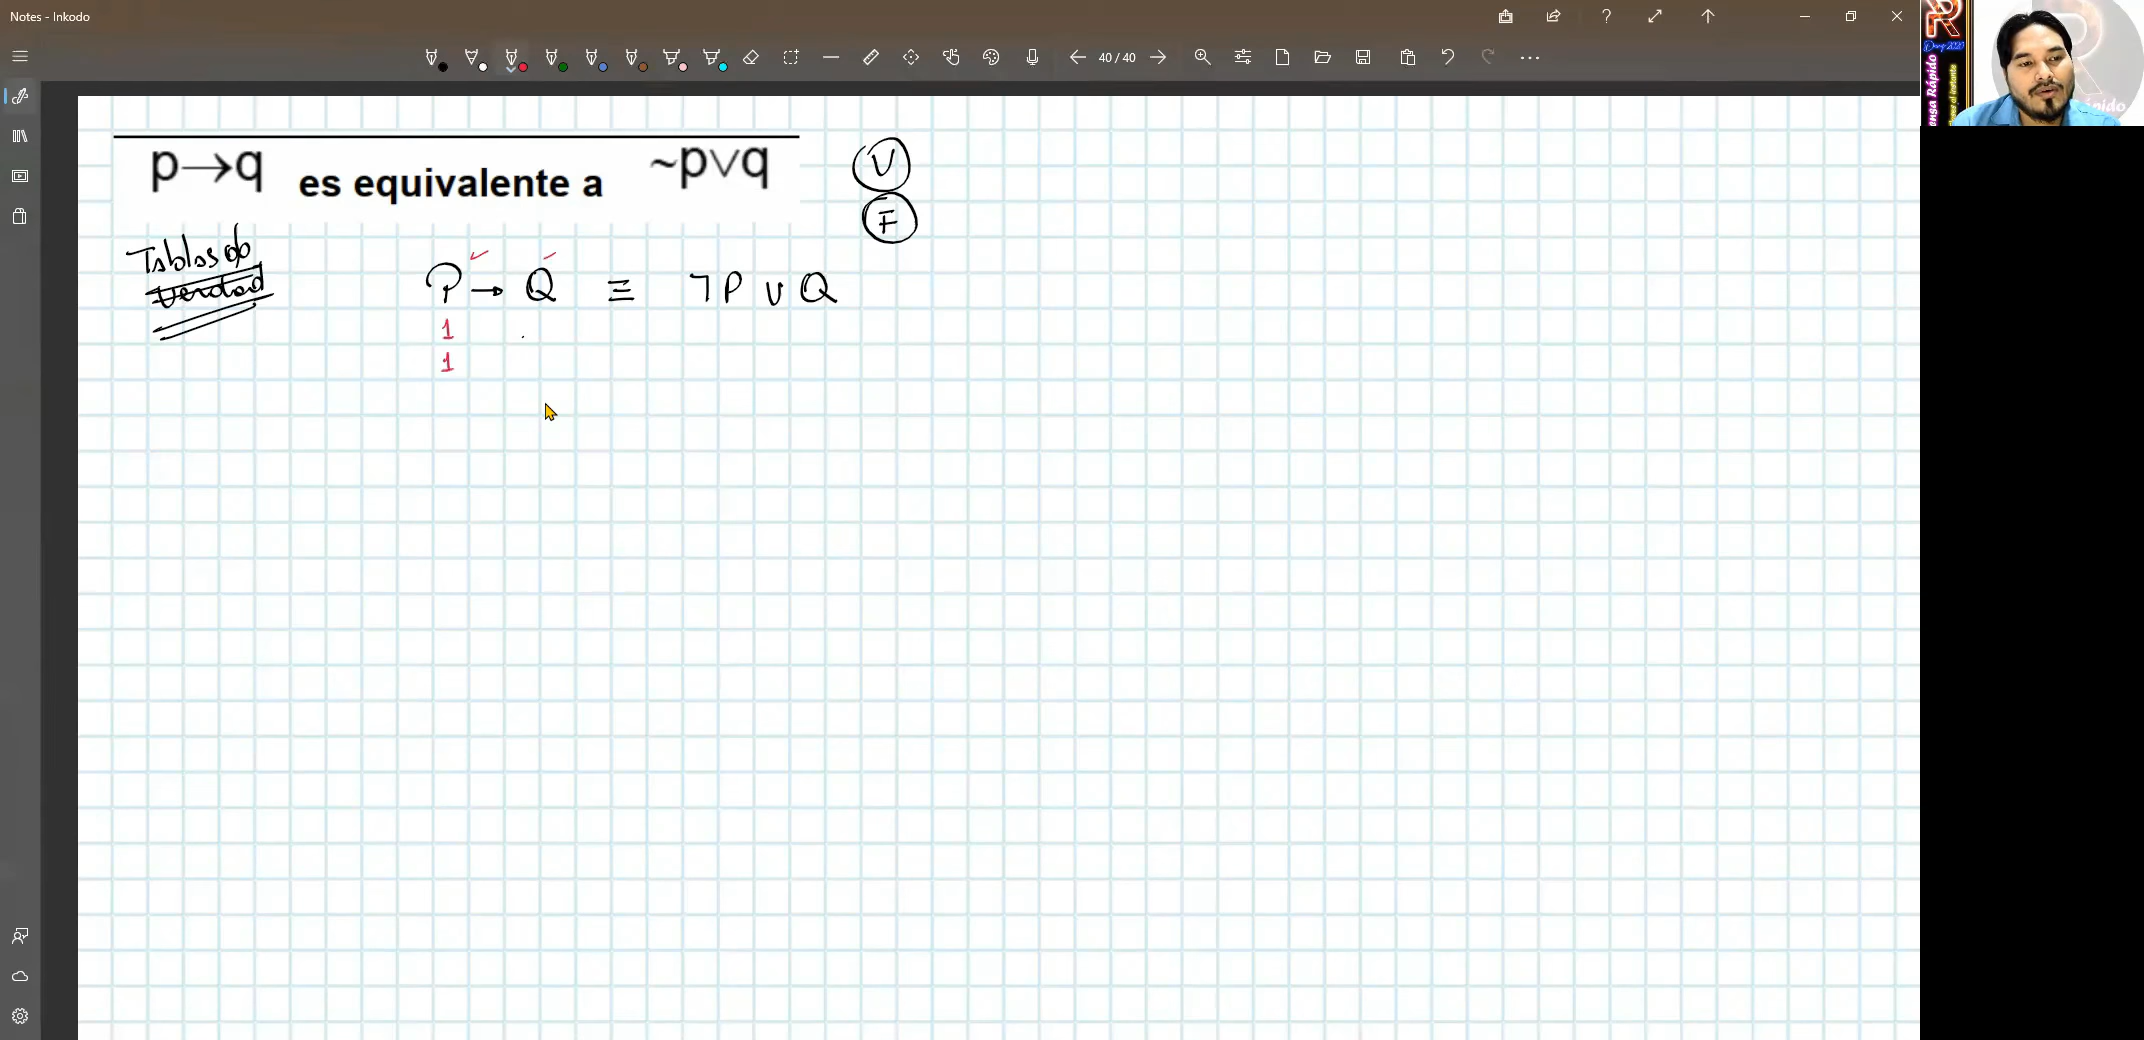 Notes - Inkodo
40 / 40
p→q es equivalente a ~p∨q
V
F
Tablas de
verdad
P → Q ≡ ¬P ∨ Q
1
1